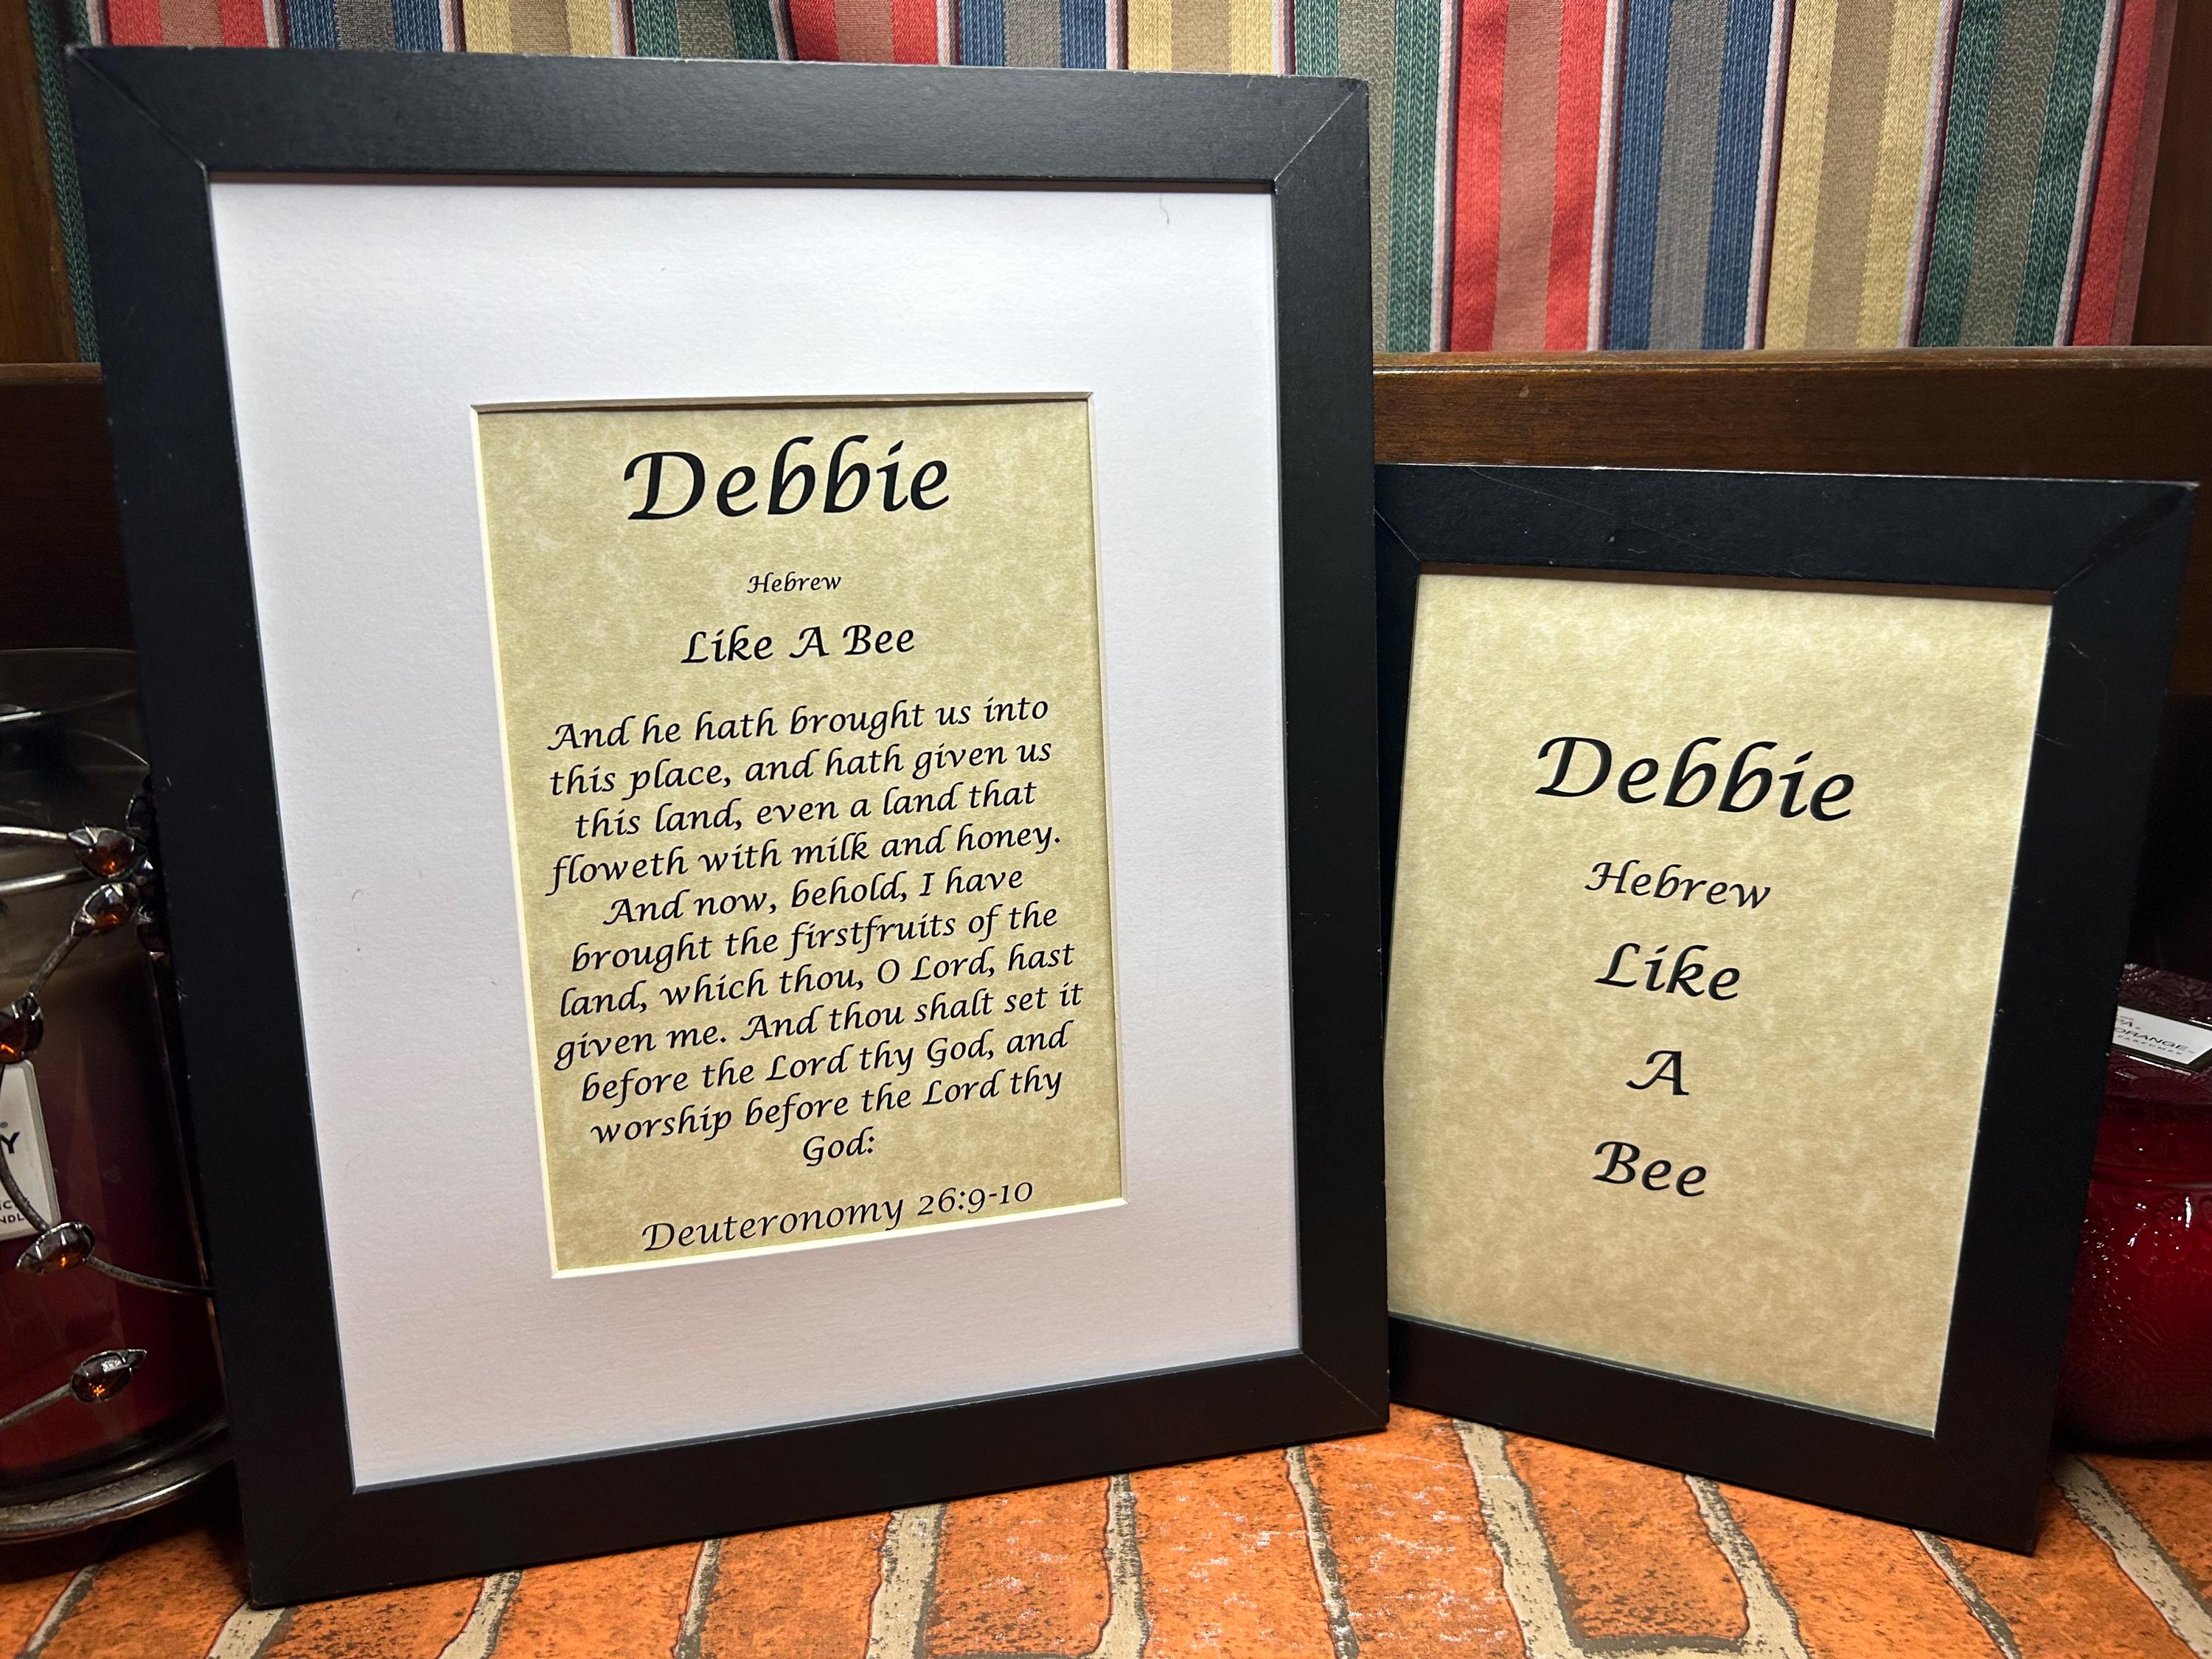 Debbie
Hebrew
Like A Bee
And he hath brought us into
this place, and hath given us
this land, even a land that
floweth with milk and honey.
And now, behold, I have
brought the firstfruits of the
land, which thou, O Lord, hast
given me. And thou shalt set it
before the Lord thy God, and
worship before the Lord thy
God:
Deuteronomy 26:9-10
Debbie
Hebrew
Like
A
Bee